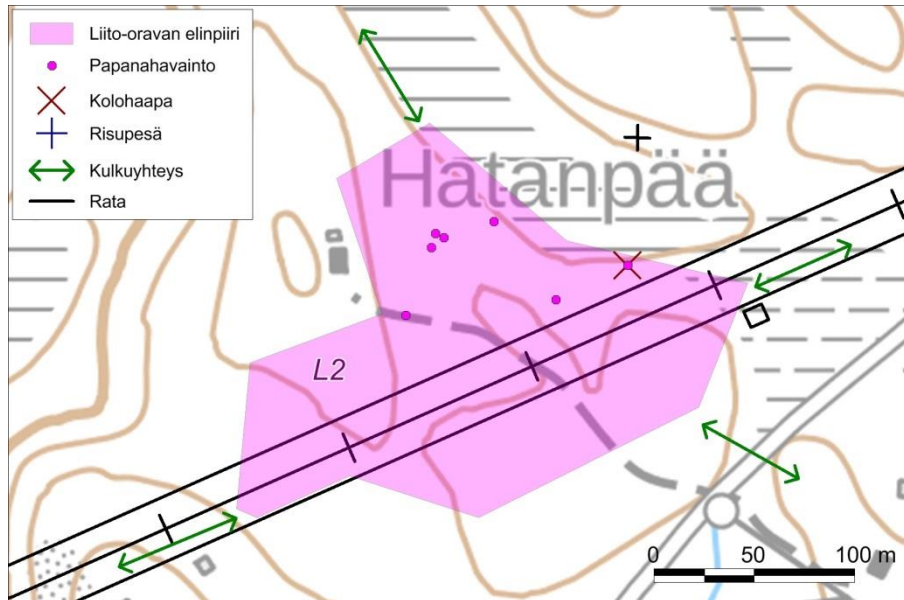 Liito-oravan elinpiiri
Papanahavainto
Kolohaapa
Risupesä
Kulkuyhteys
Rata
Hatanpää
L2
0 50 100 m